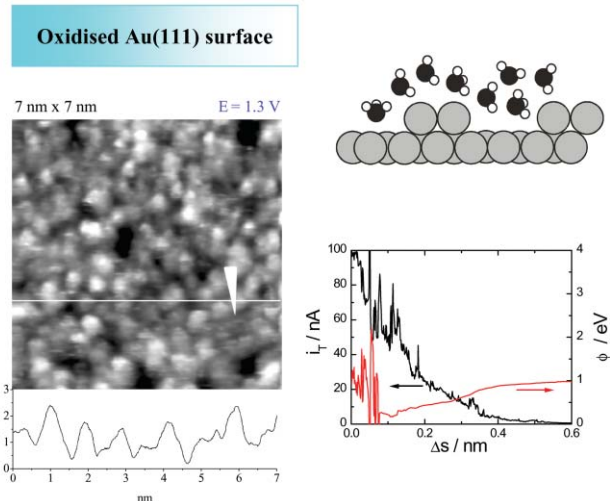 Oxidised Au(111) surface
7 nm x 7 nm
E = 1.3 V
3
2
1
0
0 1 2 3 4 5 6 7
nm
100
80
60
40
20
0
i_T / nA
4
3
2
1
0
ϕ / eV
0.0 0.2 0.4 0.6
Δs / nm